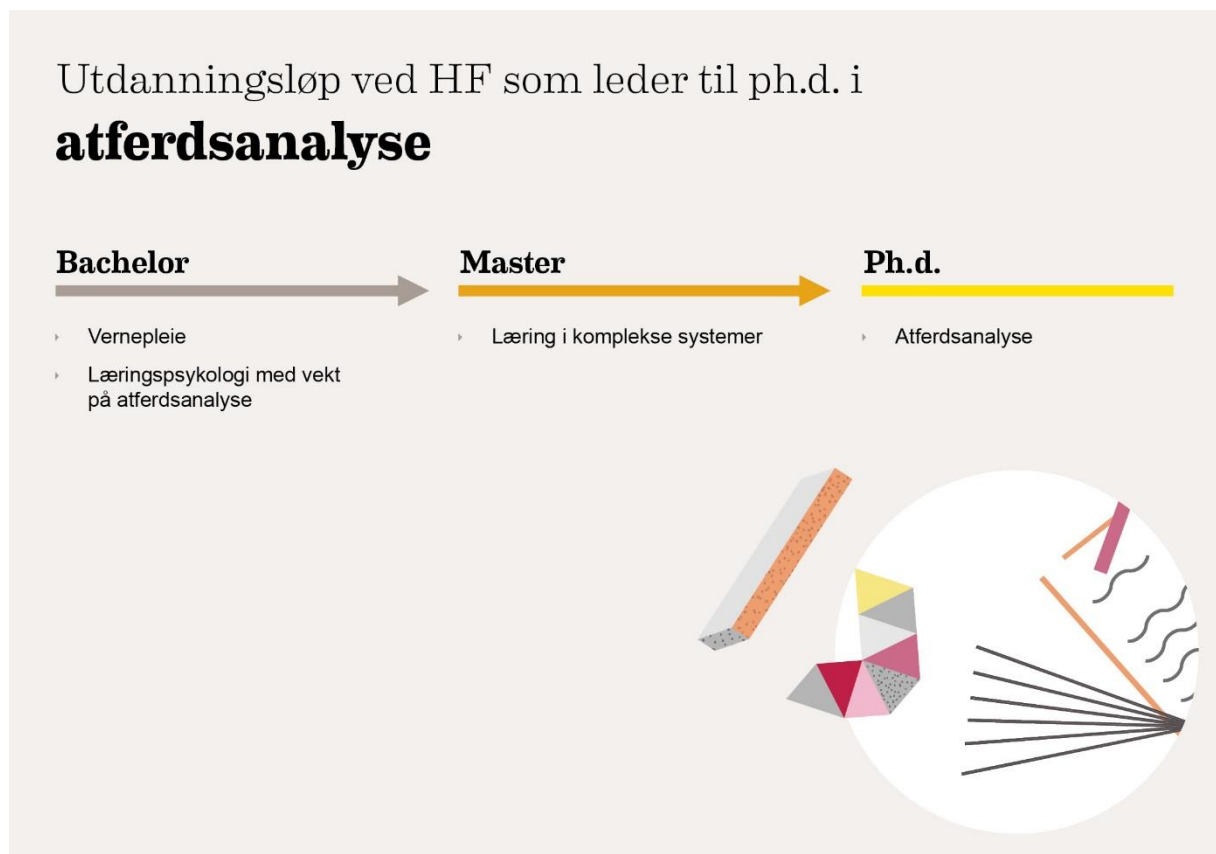 Utdanningsløp ved HF som leder til ph.d. i
atferdsanalyse
Bachelor
Vernepleie
Læringspsykologi med vekt
på atferdsanalyse
Master
Læring i komplekse systemer
Ph.d.
Atferdsanalyse